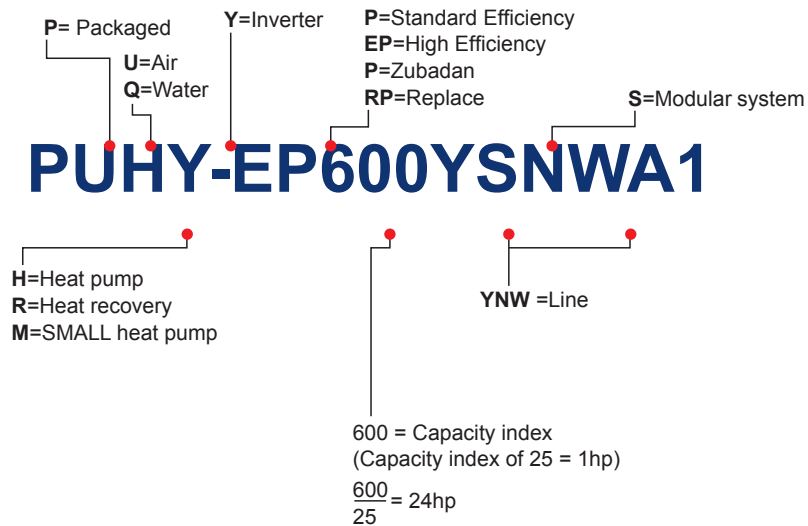 P= Packaged
U=Air
Q=Water
Y=Inverter
P=Standard Efficiency
EP=High Efficiency
P=Zubadan
RP=Replace
S=Modular system
PUHY-EP600YSNWA1
H=Heat pump
R=Heat recovery
M=SMALL heat pump
YNW =Line
600 = Capacity index
(Capacity index of 25 = 1hp)
600
25
= 24hp